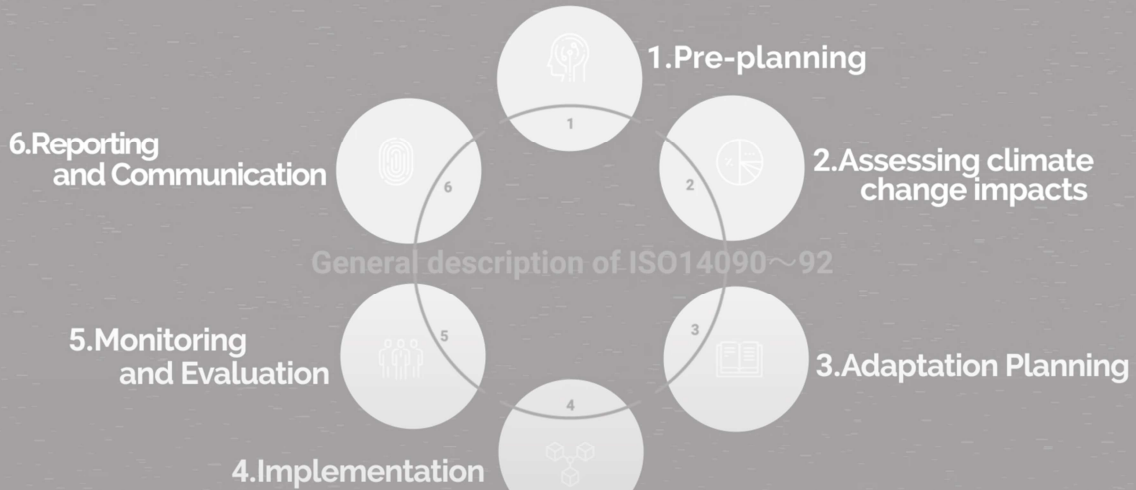 1.Pre-planning
1
2.Assessing climate
change impacts
2
3.Adaptation Planning
3
4.Implementation
4
5.Monitoring
and Evaluation
5
6.Reporting
and Communication
6
General description of ISO14090～92